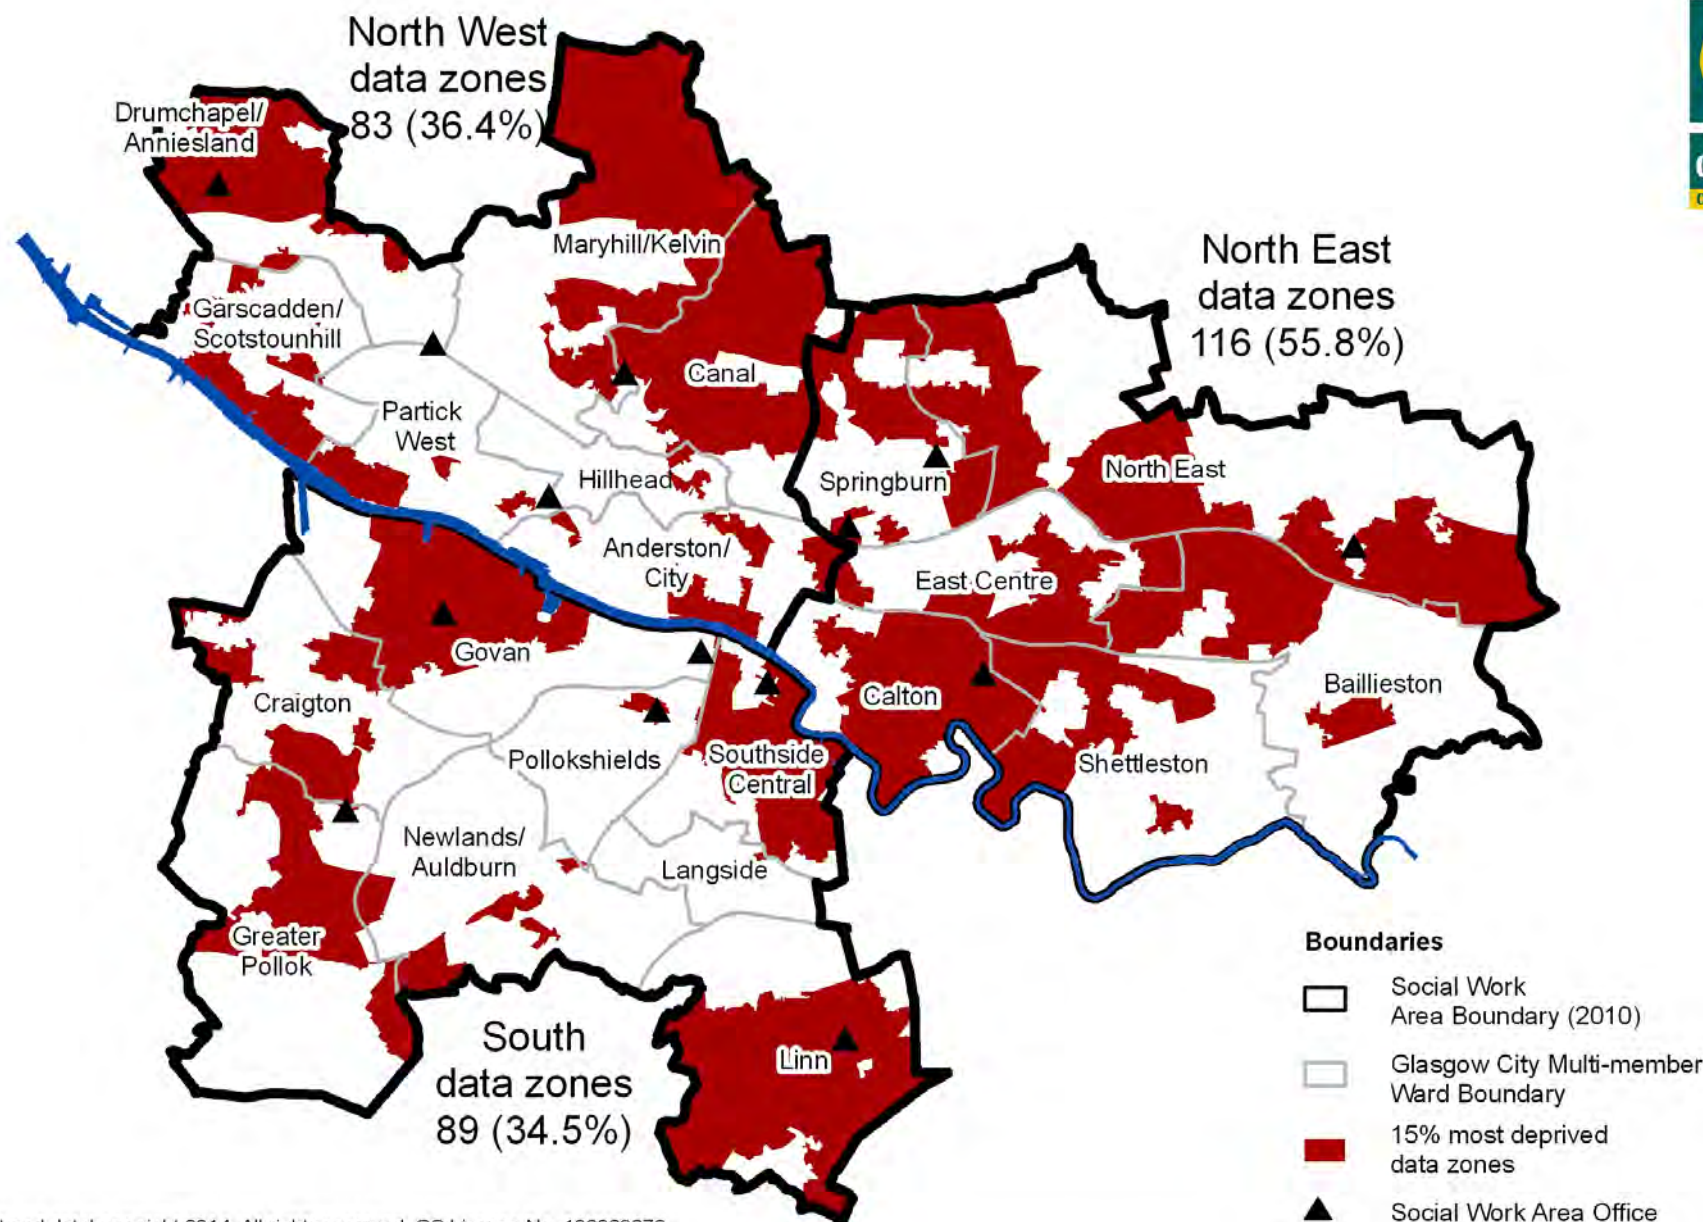 North West
data zones
83 (36.4%)
Drumchapel/
Anniesland
Maryhill/Kelvin
North East
data zones
116 (55.8%)
Garscadden/
Scotstounhill
Canal
Partick
West
Hillhead
Springburn
North East
Anderston/
City
East Centre
Govan
Craigton
Calton
Baillieston
Pollokshields
Southside
Central
Shettleston
Newlands/
Auldburn
Langside
Greater
Pollok
South
data zones
89 (34.5%)
Linn
Boundaries
Social Work
Area Boundary (2010)
Glasgow City Multi-member
Ward Boundary
15% most deprived
data zones
Social Work Area Office